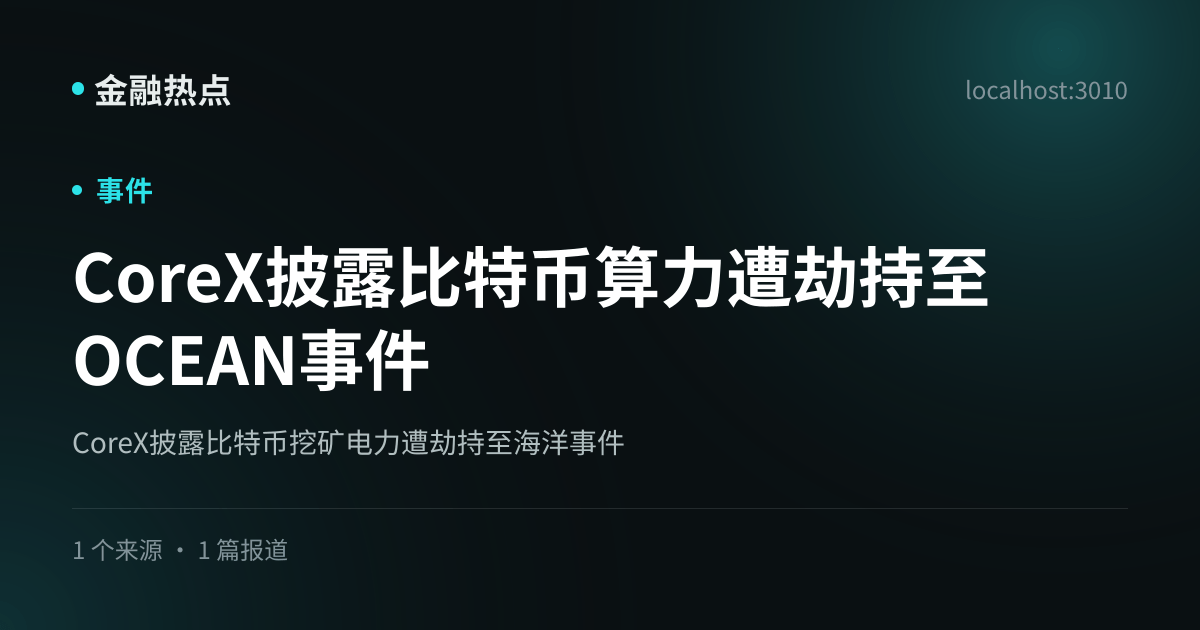 金融热点
localhost:3010
事件
CoreX披露比特币算力遭劫持至
OCEAN事件
CoreX披露比特币挖矿电力遭劫持至海洋事件
1 个来源 · 1 篇报道